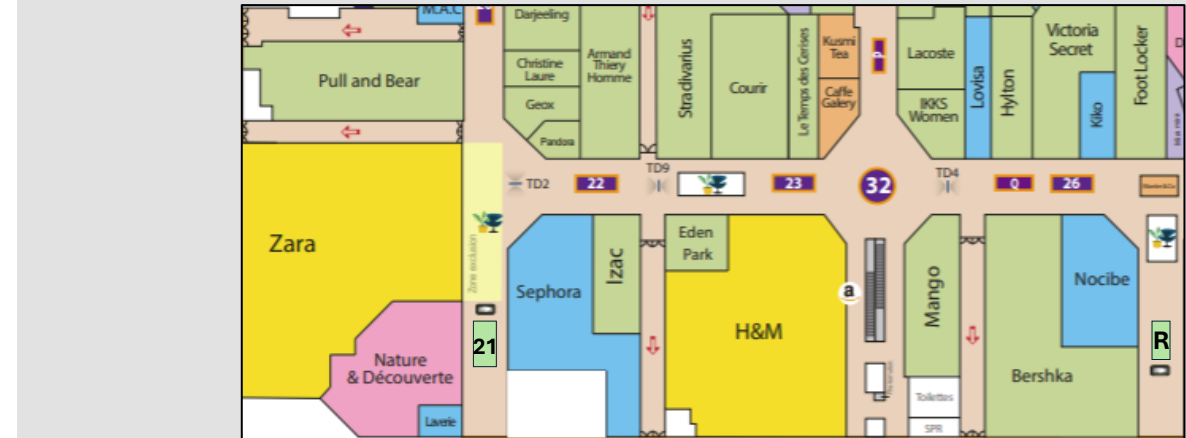 M.A.C
Darjeeling
Christine
Laure
Geox
Pandora
Armand
Thiery
Homme
Stradivarius
Courir
Le Temps des Cerises
Kusmi
Tea
Caffe
Galery
P
Lacoste
IKKS
Women
Lovisa
Hylton
Victoria
Secret
Kiko
Foot Locker
D
Pull and Bear
TD2
22
TD9
23
32
TD4
Q
26
Zara
Zone exclusion
Sephora
Izac
Eden
Park
H&M
a
Mango
Nocibe
Bershka
21
R
Nature
& Découverte
Laverie
Toilettes
SPR